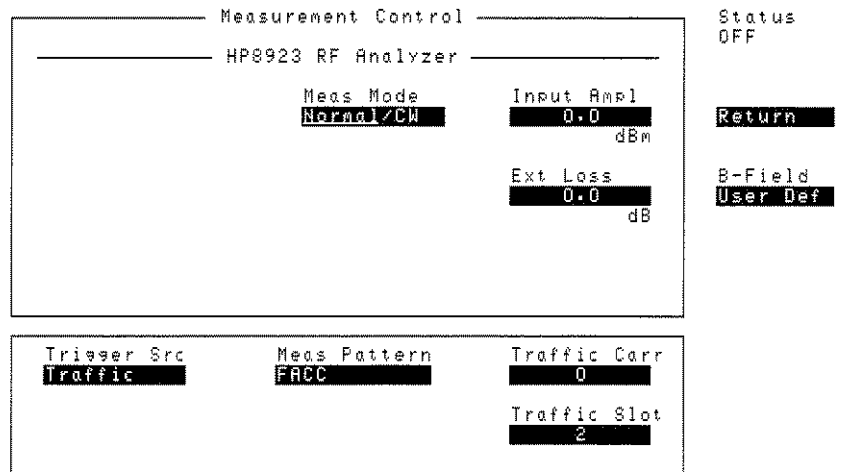 Measurement Control
HP8923 RF Analyzer
Meas Mode
Normal/CW
Input Ampl
0.0
dBm
Ext Loss
0.0
dB
Status
OFF
Return
B-Field
User Def
Trigger Src
Traffic
Meas Pattern
FACC
Traffic Carr
0
Traffic Slot
2